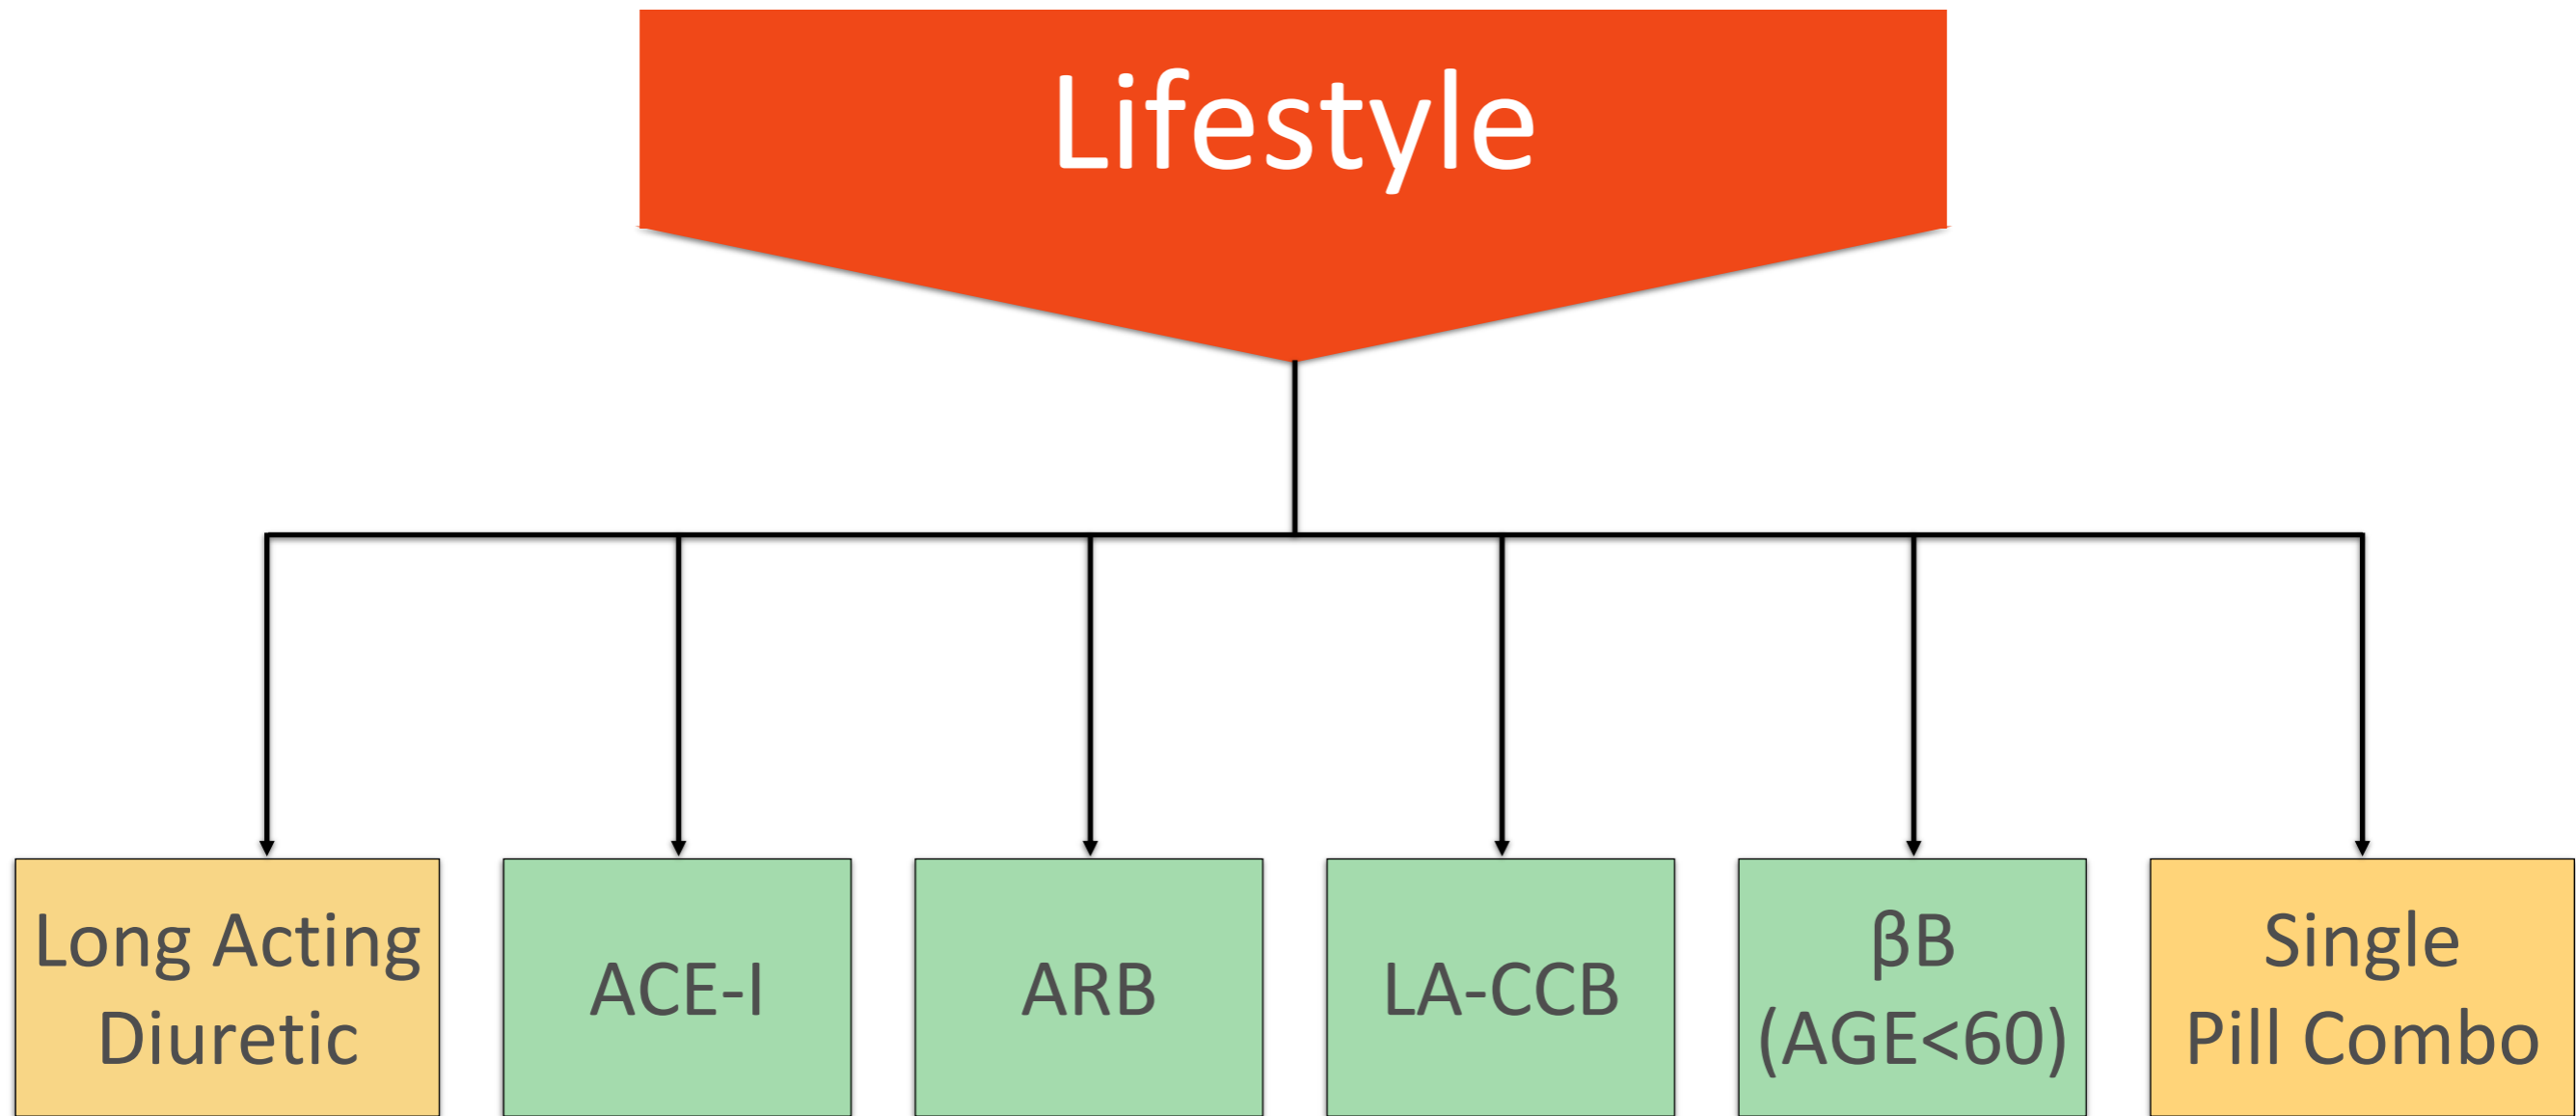 Lifestyle
Long Acting
Diuretic
ACE-I
ARB
LA-CCB
βB
(AGE<60)
Single
Pill Combo